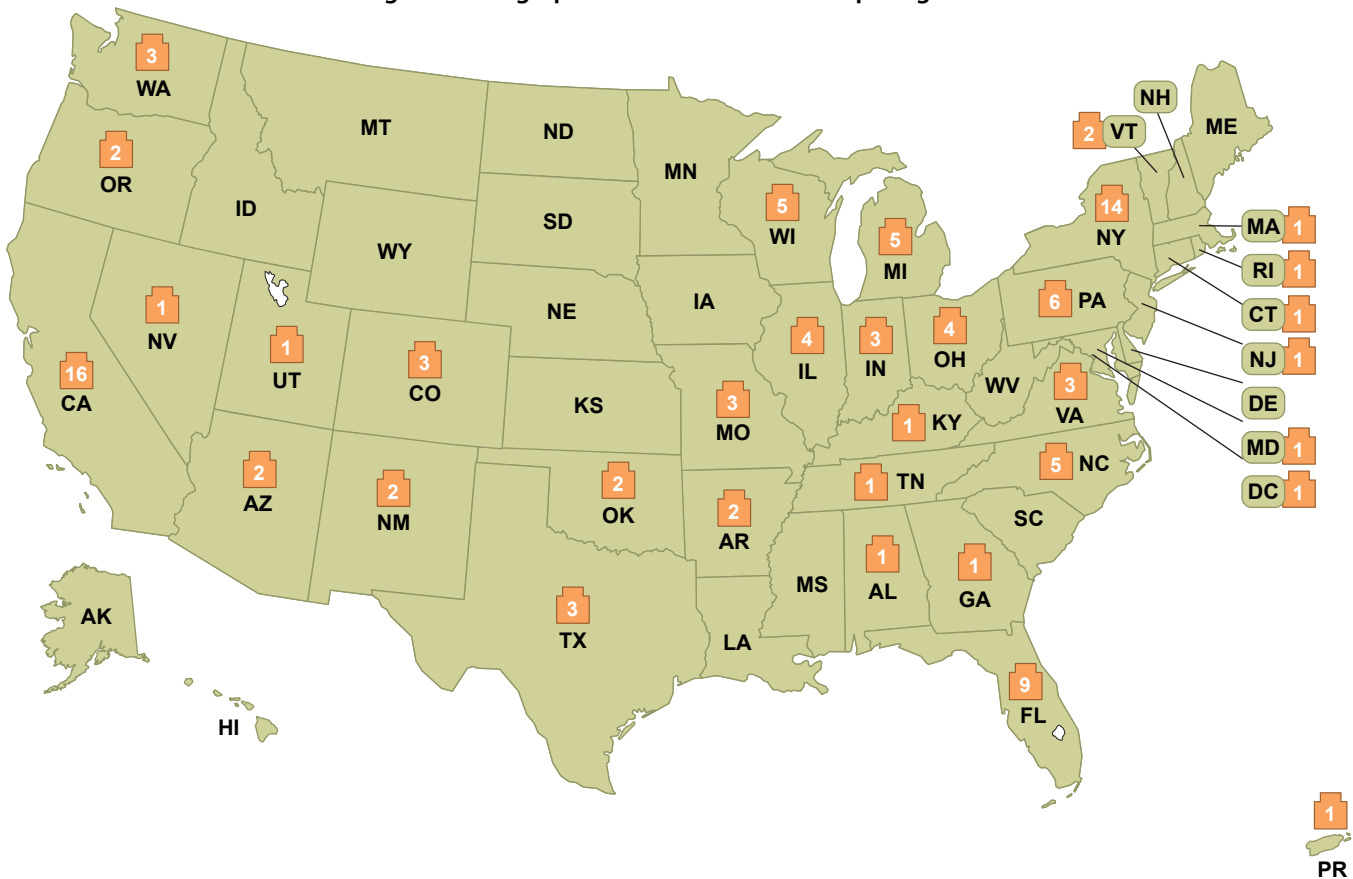 3
WA
MT
ND
MN
2
OR
ID
WY
SD
5
WI
5
MI
2 VT
NH
ME
14
NY
MA 1
RI 1
CT 1
NJ 1
DE
MD 1
DC 1
1
NV
16
CA
1
UT
3
CO
NE
IA
KS
4
IL
3
IN
4
OH
6 PA
WV
3
VA
3
MO
1 KY
5 NC
1 TN
SC
2
AZ
2
NM
2
OK
2
AR
MS
1
AL
1
GA
3
TX
LA
9
FL
AK
HI
1
PR